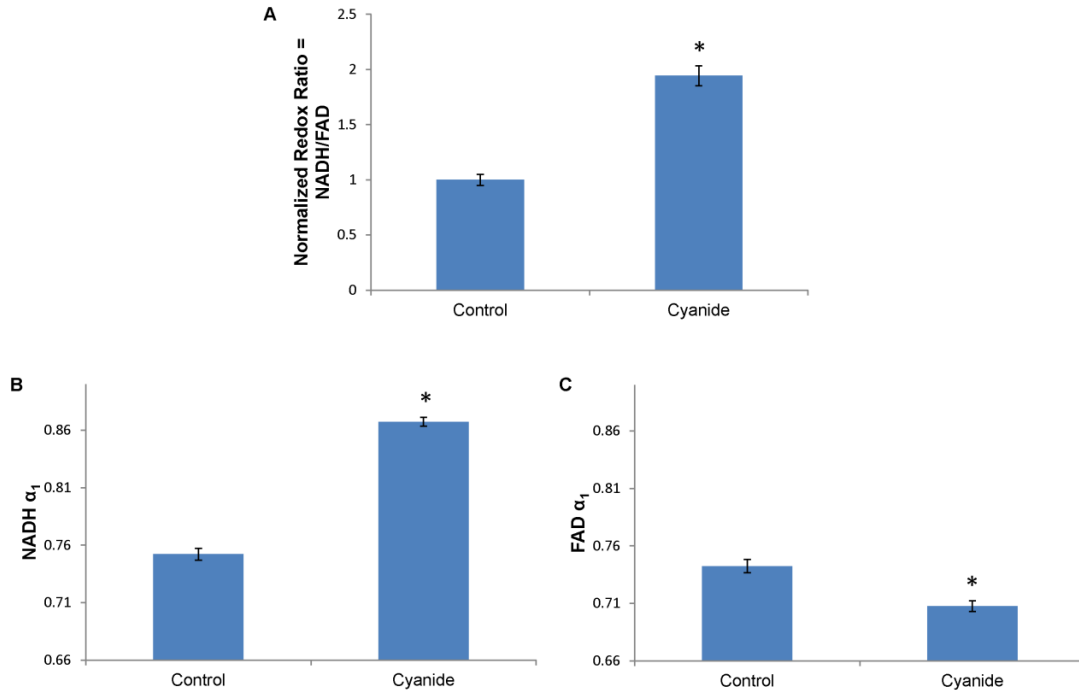 A
Normalized Redox Ratio =
NADH/FAD
2.5
2
1.5
1
0.5
0
*
Control
Cyanide
B
NADH α1
0.86
0.81
0.76
0.71
0.66
*
Control
Cyanide
C
FAD α1
0.86
0.81
0.76
0.71
0.66
*
Control
Cyanide